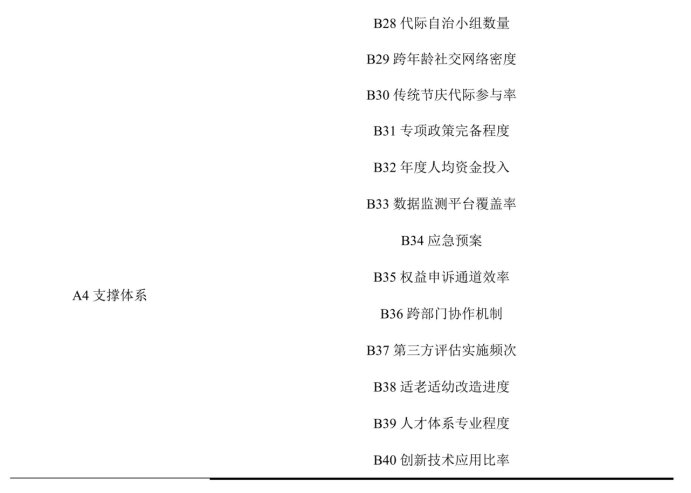 B28 代际自治小组数量
B29 跨年龄社交网络密度
B30 传统节庆代际参与率
B31 专项政策完备程度
B32 年度人均资金投入
B33 数据监测平台覆盖率
B34 应急预案
B35 权益申诉通道效率
A4 支撑体系
B36 跨部门协作机制
B37 第三方评估实施频次
B38 适老适幼改造进度
B39 人才体系专业程度
B40 创新技术应用比率